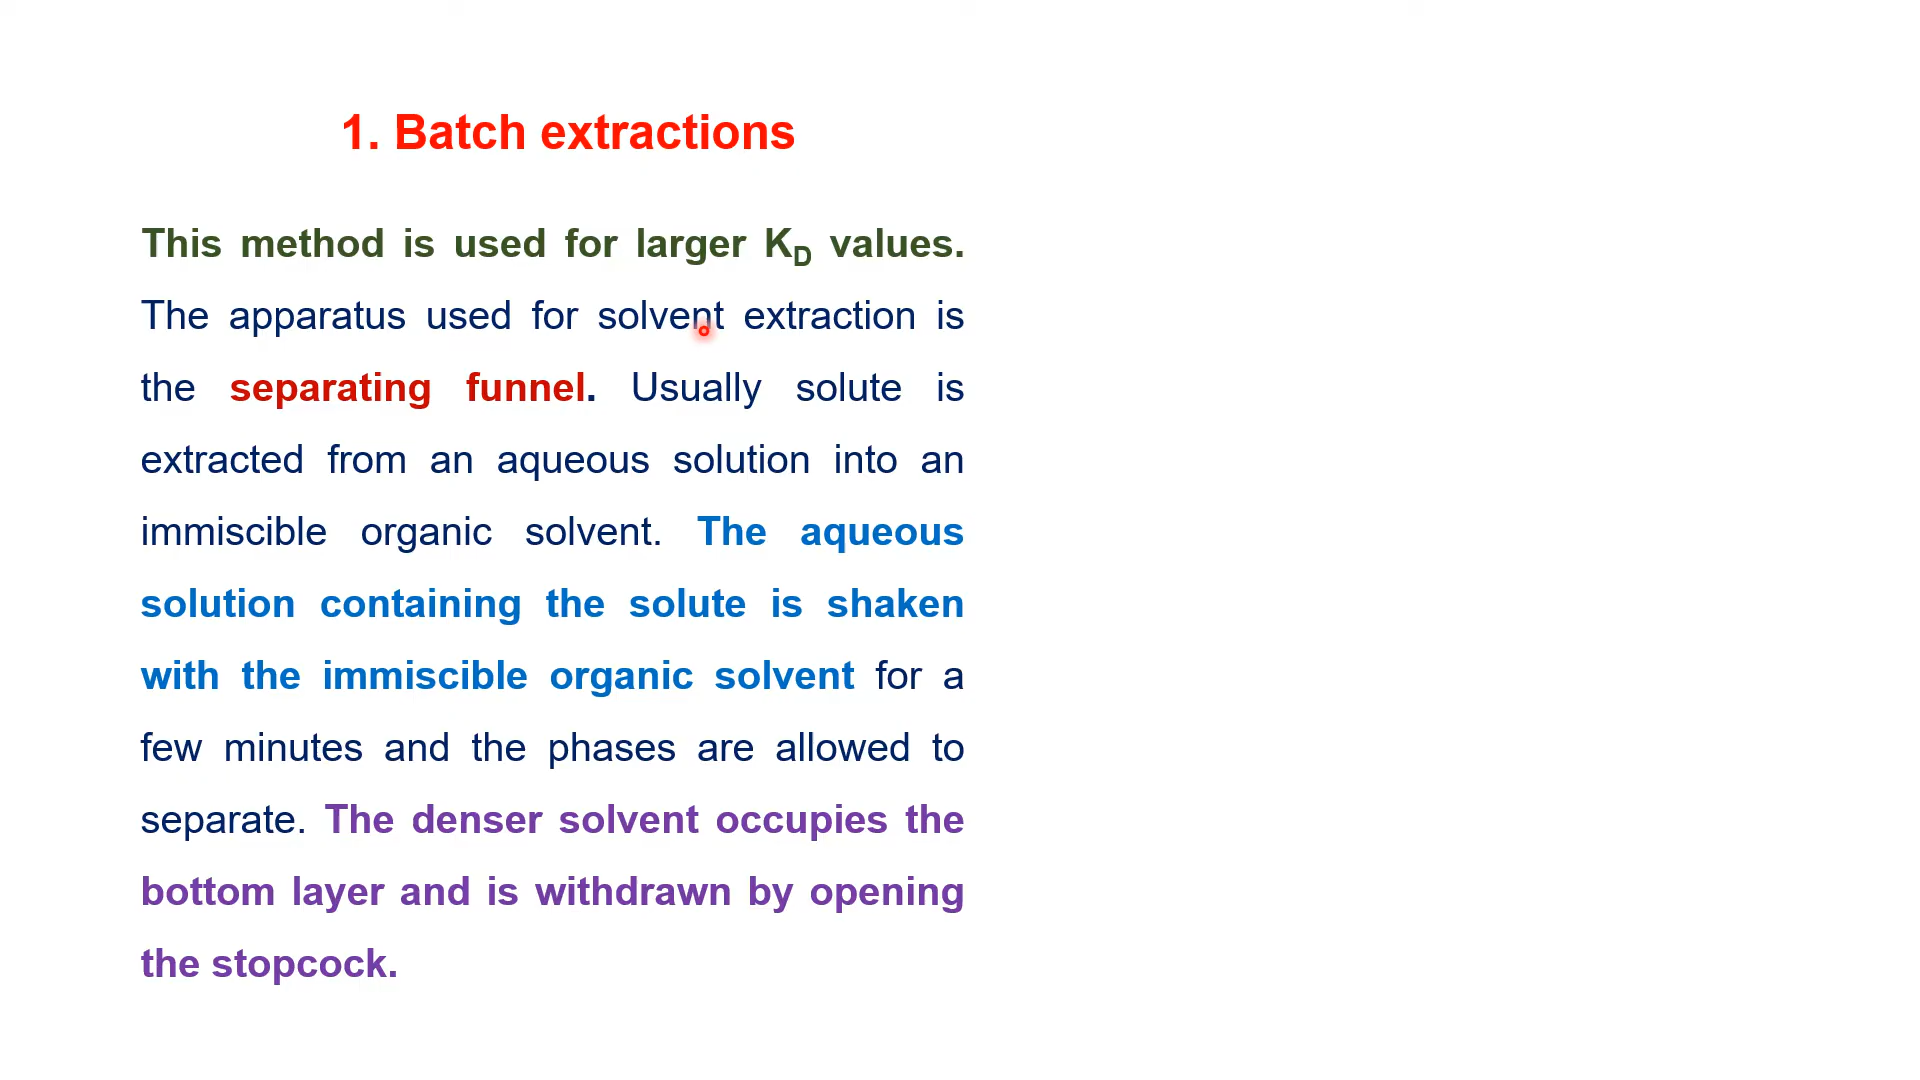 1. Batch extractions
This method is used for larger K_D values.
The apparatus used for solvent extraction is
the separating funnel. Usually solute is
extracted from an aqueous solution into an
immiscible organic solvent. The aqueous
solution containing the solute is shaken
with the immiscible organic solvent for a
few minutes and the phases are allowed to
separate. The denser solvent occupies the
bottom layer and is withdrawn by opening
the stopcock.